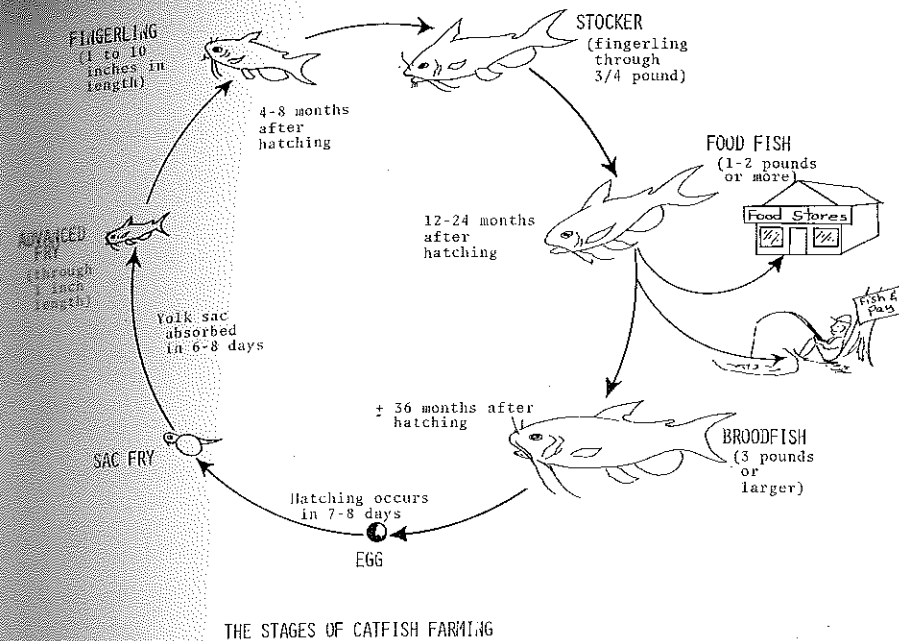 FINGERLING
(1 to 10
inches in
length)
4-8 months
after
hatching
STOCKER
(fingerling
through
3/4 pound)
FOOD FISH
(1-2 pounds
or more)
Food Stores
12-24 months
after
hatching
Fish &
Pay
ADVANCED
FRY
(through
1 inch
length)
Yolk sac
absorbed
in 6-8 days
± 36 months after
hatching
BROODFISH
(3 pounds
or
larger)
SAC FRY
Hatching occurs
in 7-8 days
EGG
THE STAGES OF CATFISH FARMING